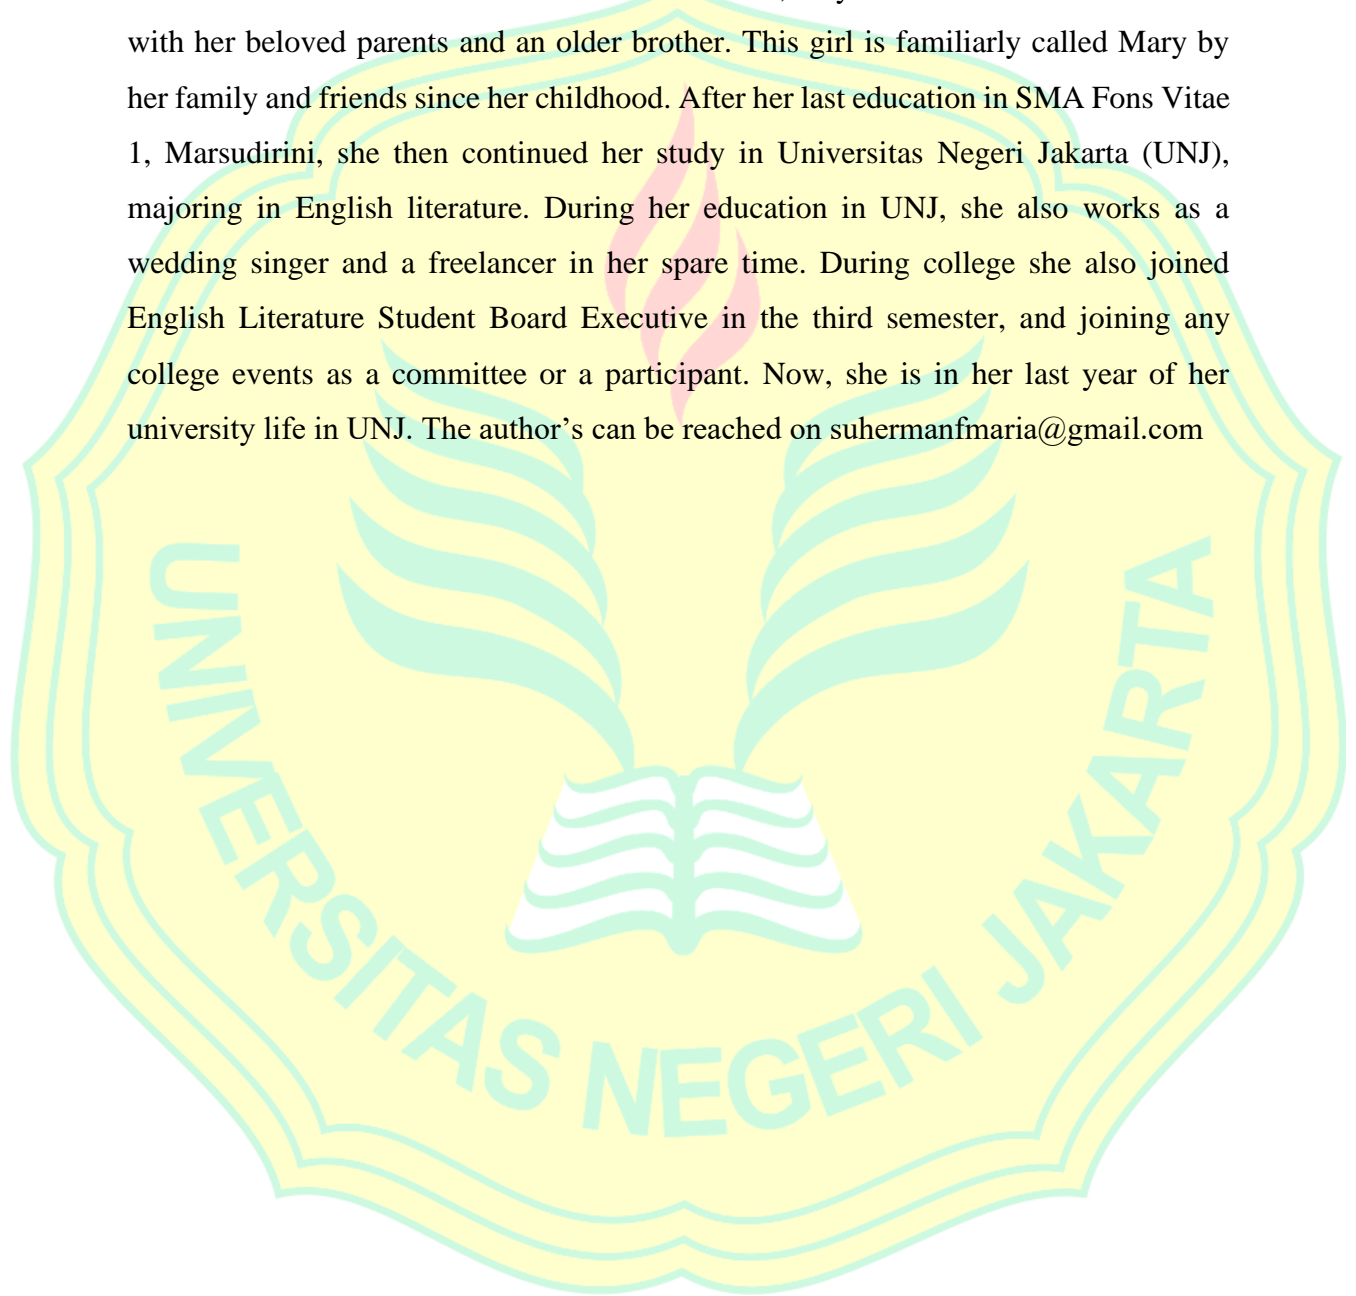 with her beloved parents and an older brother. This girl is familiarly called Mary by
her family and friends since her childhood. After her last education in SMA Fons Vitae
1, Marsudirini, she then continued her study in Universitas Negeri Jakarta (UNJ),
majoring in English literature. During her education in UNJ, she also works as a
wedding singer and a freelancer in her spare time. During college she also joined
English Literature Student Board Executive in the third semester, and joining any
college events as a committee or a participant. Now, she is in her last year of her
university life in UNJ. The author’s can be reached on suhermanfmaria@gmail.com
UNIVERSITAS NEGERI JAKARTA